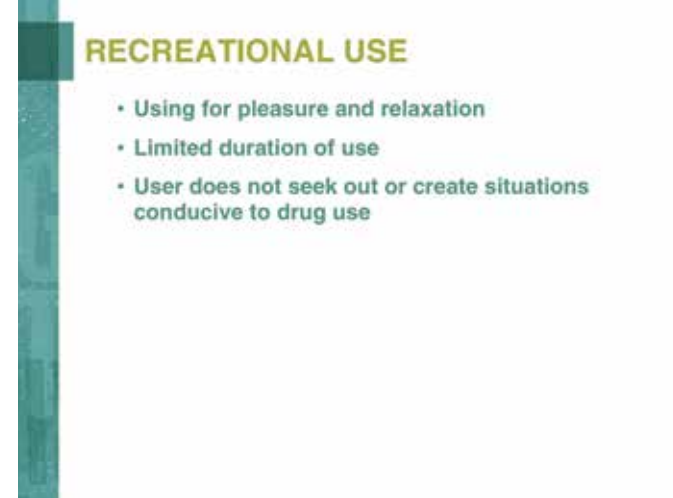 RECREATIONAL USE
• Using for pleasure and relaxation
• Limited duration of use
• User does not seek out or create situations
conducive to drug use